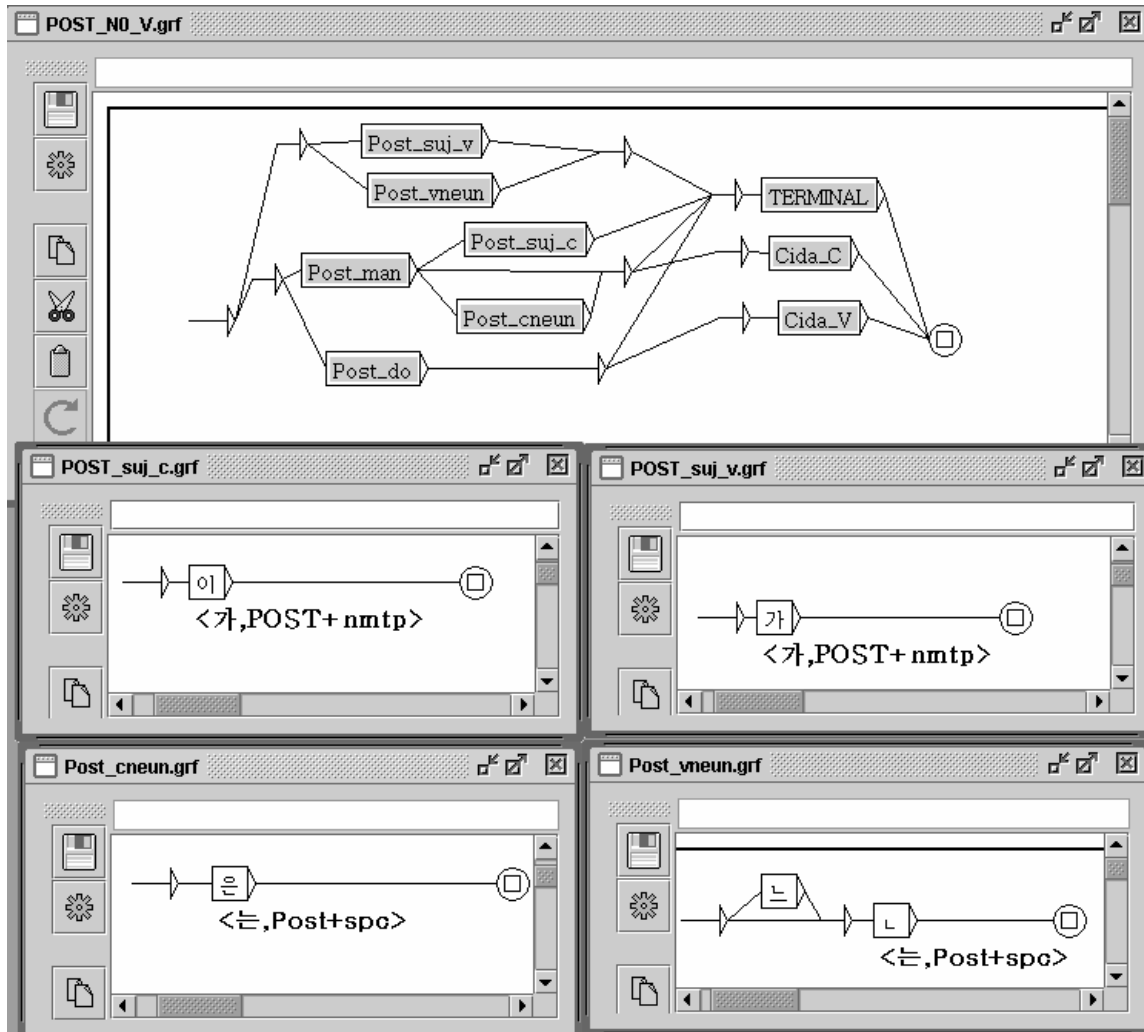 POST_N0_V.grf
Post_suj_v
Post_vneun
TERMINAL
Post_suj_c
Cida_C
Post_man
Post_cneun
Cida_V
Post_do
POST_suj_c.grf
이
<가,POST+nmtp>
POST_suj_v.grf
가
<가,POST+nmtp>
Post_cneun.grf
은
<는,Post+spc>
Post_vneun.grf
느
ㄴ
<는,Post+spc>